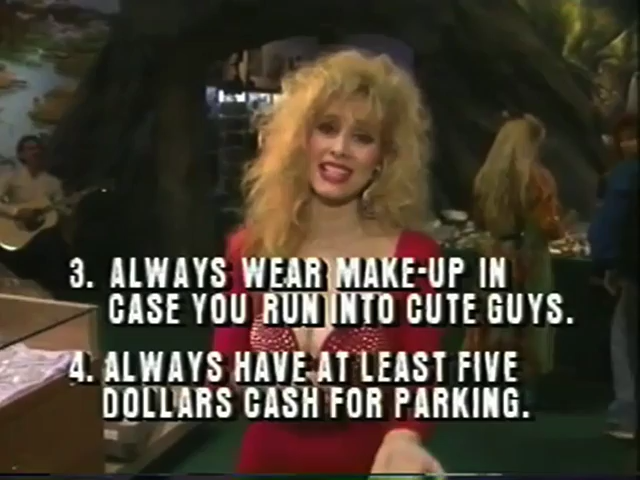 3. ALWAYS WEAR MAKE-UP IN
CASE YOU RUN INTO CUTE GUYS.
4. ALWAYS HAVE AT LEAST FIVE
DOLLARS CASH FOR PARKING.